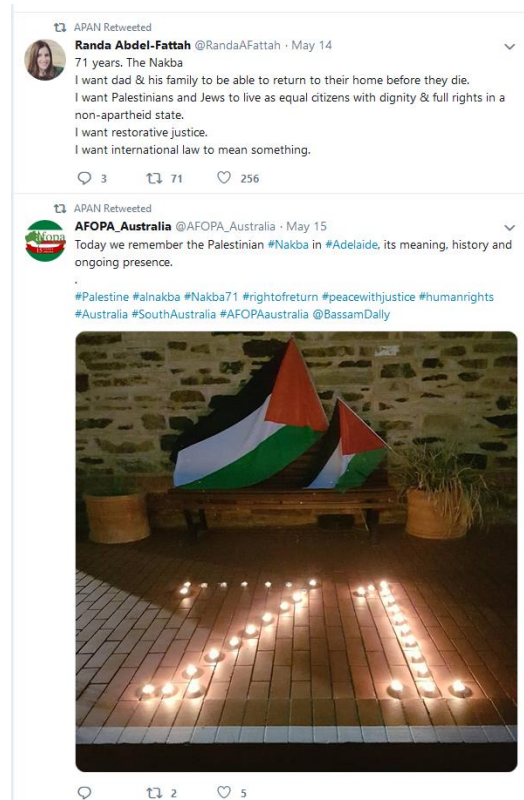 APAN Retweeted
Randa Abdel-Fattah @RandaAFattah · May 14
71 years. The Nakba
I want dad & his family to be able to return to their home before they die.
I want Palestinians and Jews to live as equal citizens with dignity & full rights in a
non-apartheid state.
I want restorative justice.
I want international law to mean something.
3 71 256
APAN Retweeted
AFOPA_Australia @AFOPA_Australia · May 15
Today we remember the Palestinian #Nakba in #Adelaide, its meaning, history and
ongoing presence.
.
#Palestine #alnakba #Nakba71 #rightofreturn #peacewithjustice #humanrights
#Australia #SouthAustralia #AFOPAaustralia @BassamDally
71
2 5